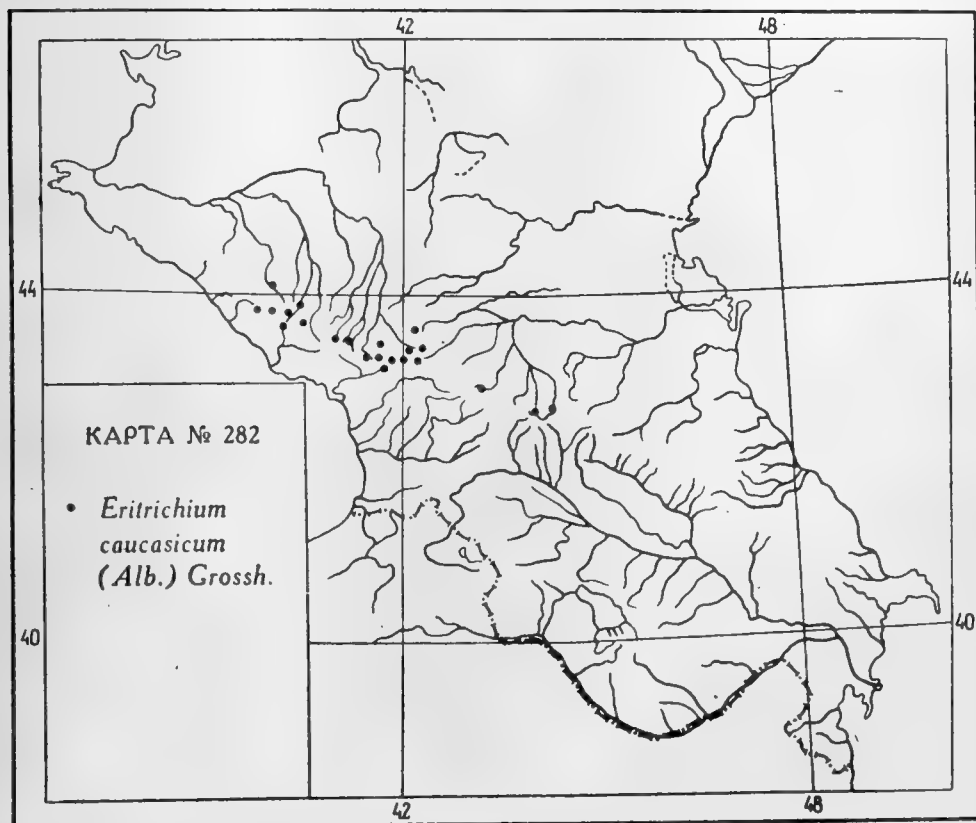 42 48
44 44
КАРТА № 282
Eritrichium
caucasicum
(Alb.) Grossh.
40 40
42 48